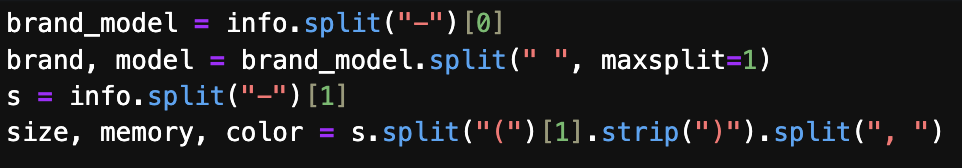 brand_model = info.split("-")[0]
brand, model = brand_model.split(" ", maxsplit=1)
s = info.split("-")[1]
size, memory, color = s.split("(")[1].strip(")").split(", ")